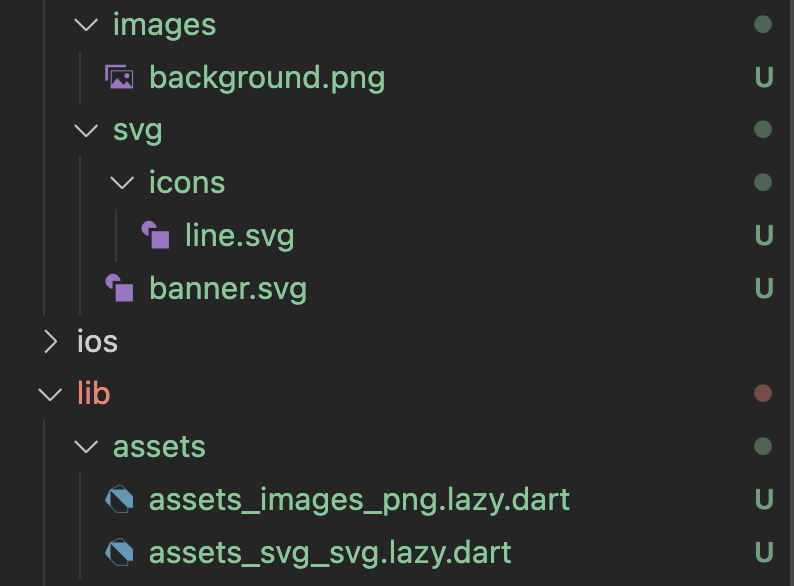 images
background.png U
svg
icons
line.svg U
banner.svg U
ios
lib
assets
assets_images_png.lazy.dart U
assets_svg_svg.lazy.dart U